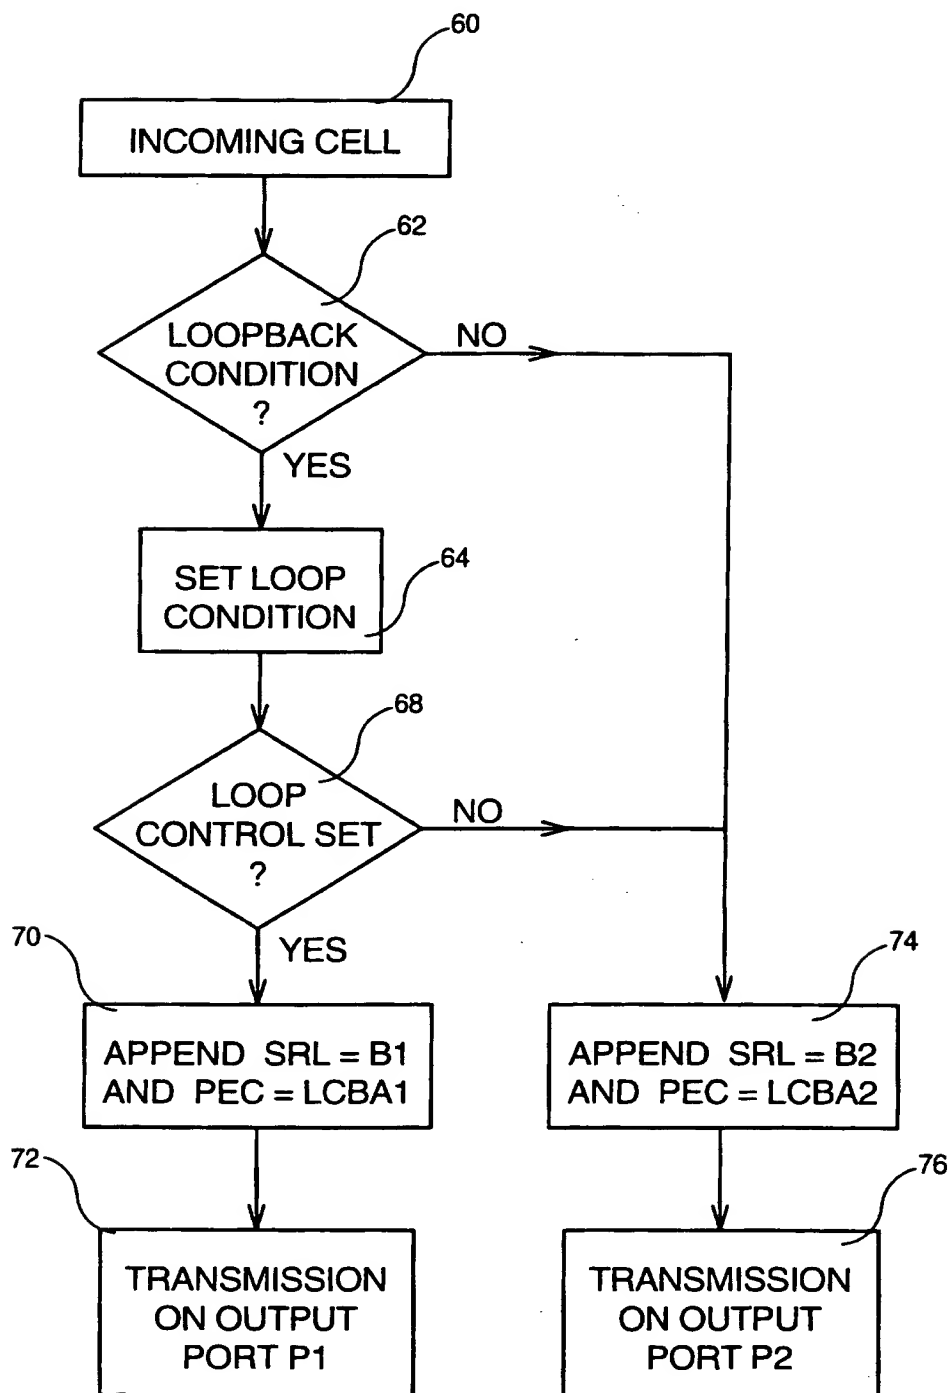 60
INCOMING CELL
62
LOOPBACK
CONDITION
?
NO
YES
64
SET LOOP
CONDITION
68
LOOP
CONTROL SET
?
NO
YES
70
APPEND SRL = B1
AND PEC = LCBA1
74
APPEND SRL = B2
AND PEC = LCBA2
72
TRANSMISSION
ON OUTPUT
PORT P1
76
TRANSMISSION
ON OUTPUT
PORT P2